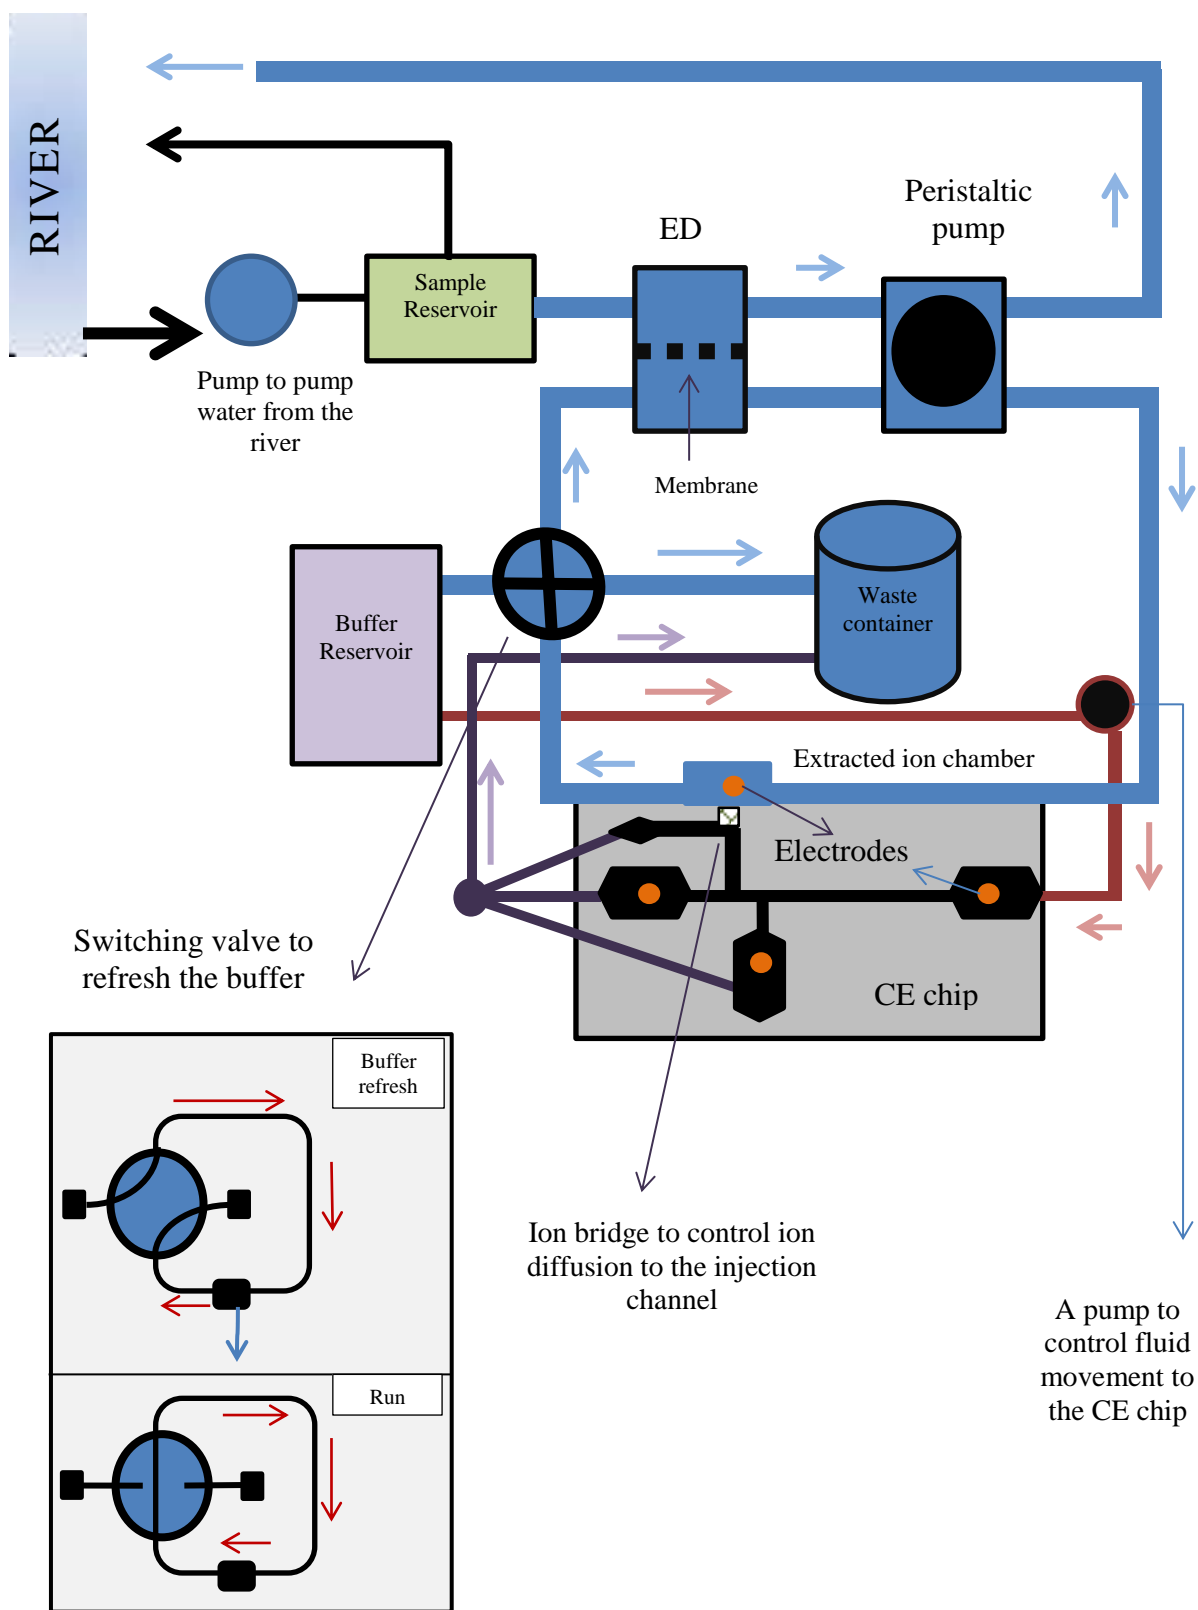 RIVER
Peristaltic
pump
ED
Sample
Reservoir
Pump to pump
water from the
river
Membrane
Waste
container
Buffer
Reservoir
Extracted ion chamber
Electrodes
Switching valve to
refresh the buffer
CE chip
Buffer
refresh
Ion bridge to control ion
diffusion to the injection
channel
A pump to
control fluid
movement to
the CE chip
Run